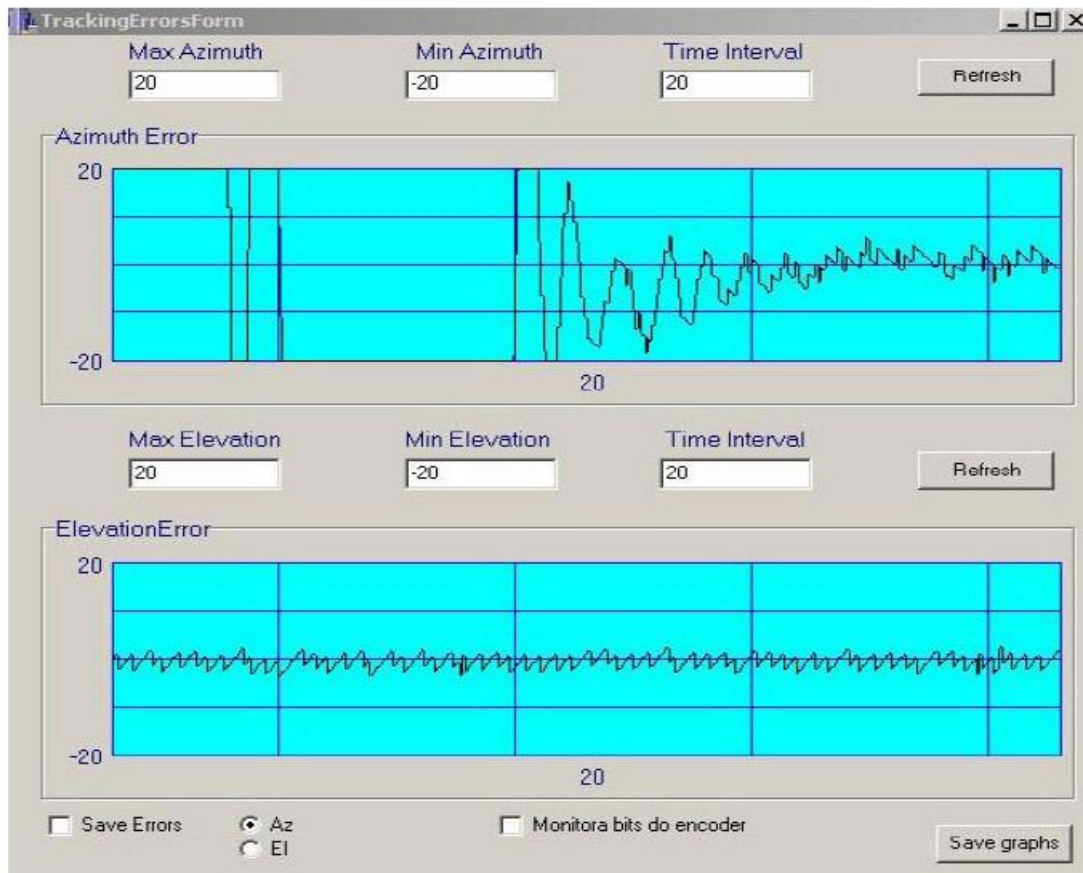 TrackingErrorsForm
Max Azimuth Min Azimuth Time Interval
20 -20 20 Refresh
Azimuth Error
20
-20
20
Max Elevation Min Elevation Time Interval
20 -20 20 Refresh
ElevationError
20
-20
20
Save Errors Az Monitora bits do encoder
El Save graphs